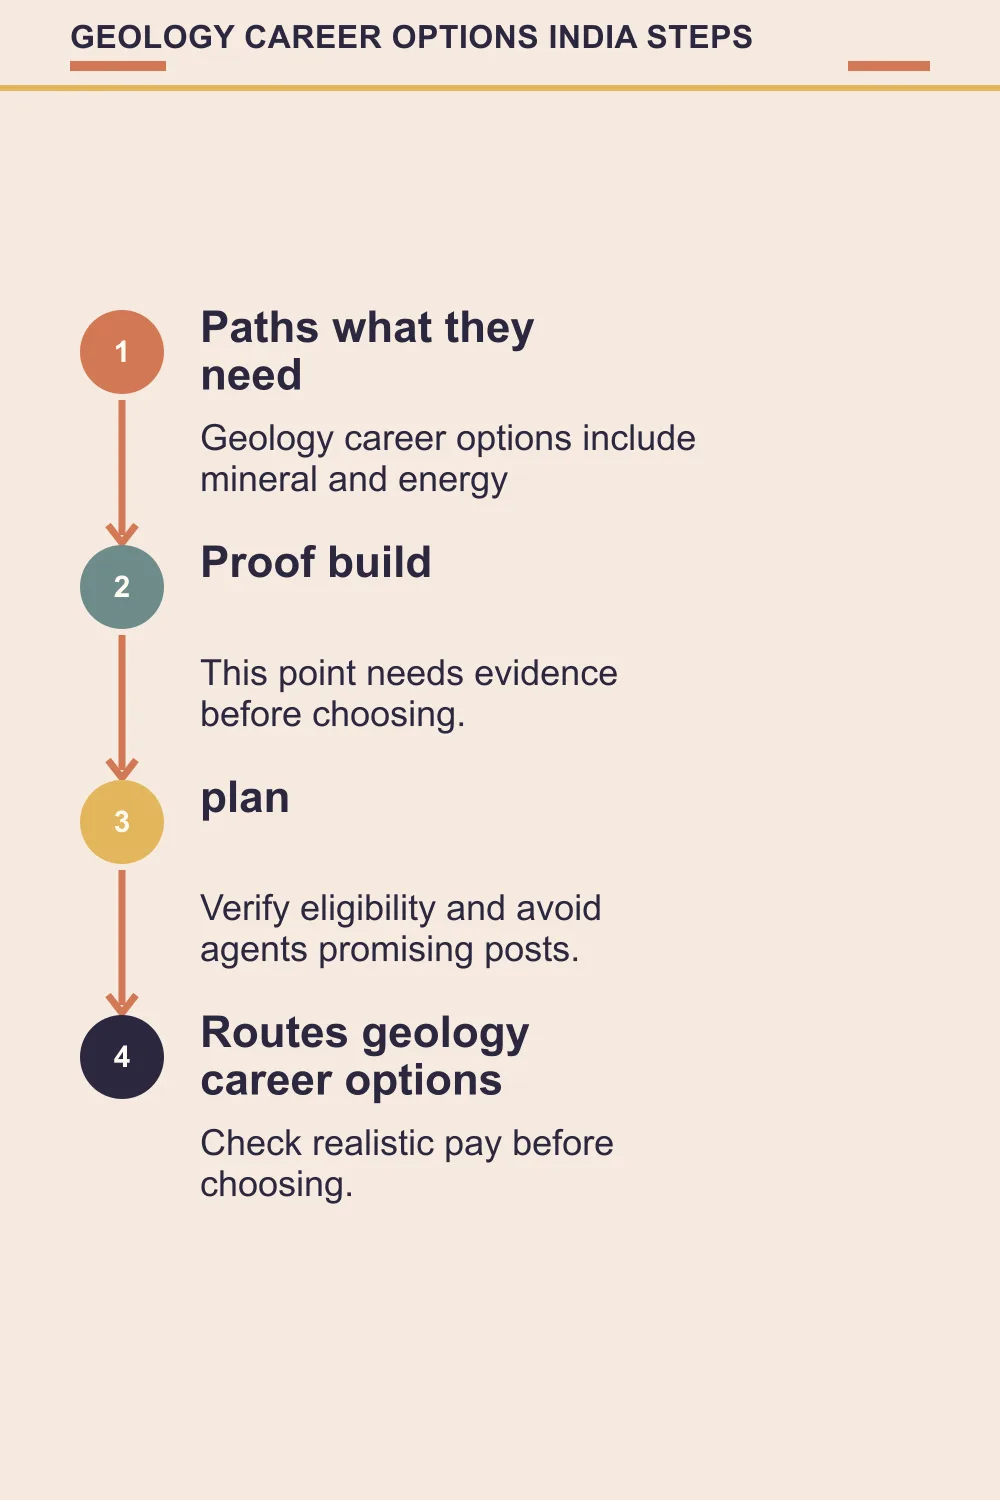 GEOLOGY CAREER OPTIONS INDIA STEPS
1
Paths what they
need
Geology career options include
mineral and energy
2
Proof build
This point needs evidence
before choosing.
3
plan
Verify eligibility and avoid
agents promising posts.
4
Routes geology
career options
Check realistic pay before
choosing.